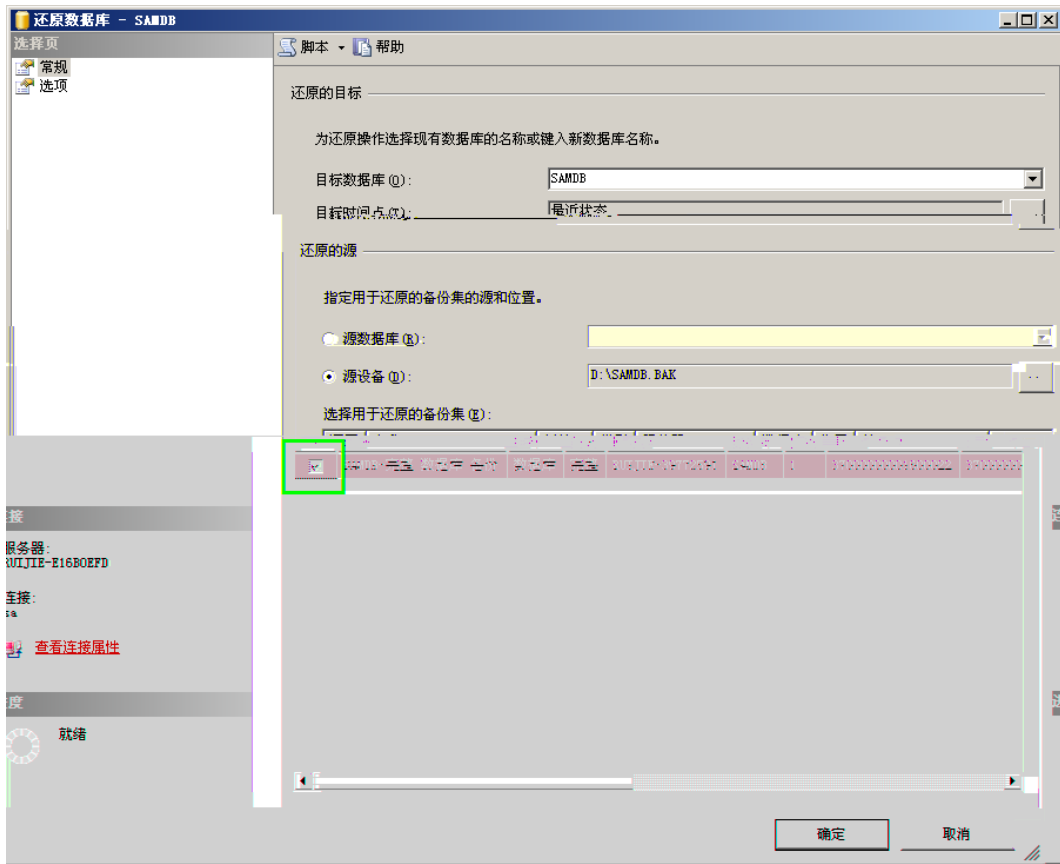 还原数据库 - SAMDB
选择页
常规
选项
脚本 帮助
还原的目标
为还原操作选择现有数据库的名称或键入新数据库名称。
目标数据库(O): SAMDB
目标时间点(T): 最近状态
还原的源
指定用于还原的备份集的源和位置。
源数据库(R):
源设备(D): D:\SAMDB.BAK
选择用于还原的备份集(E):
数据库 完整
接
服务器:
RUIJIE-E16B0EFD
连接:
sa
查看连接属性
度
就绪
确定 取消